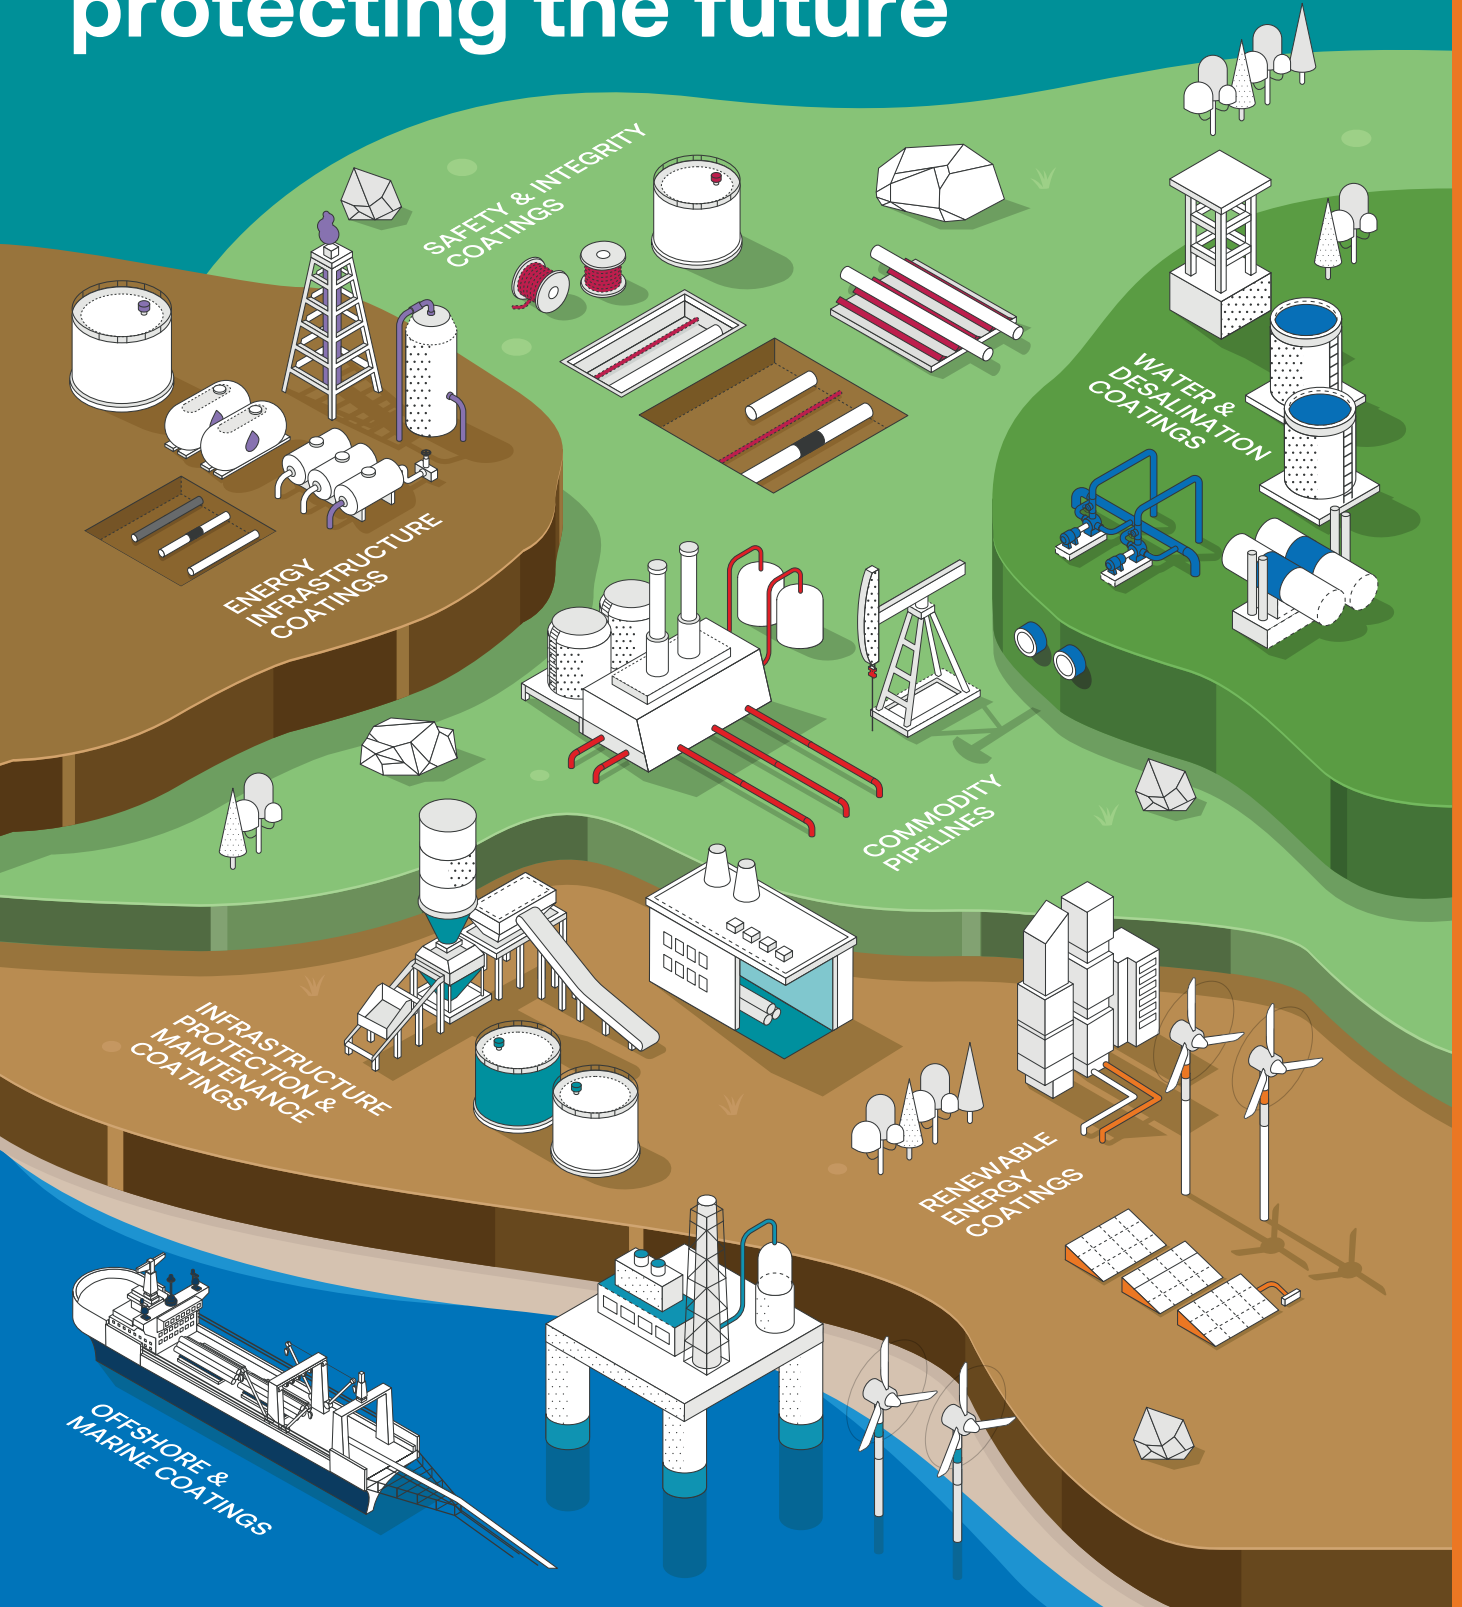 protecting the future
SAFETY & INTEGRITY
COATINGS
WATER &
DESALINATION
COATINGS
ENERGY
INFRASTRUCTURE
COATINGS
COMMODITY
PIPELINES
INFRASTRUCTURE
PROTECTION &
MAINTENANCE
COATINGS
RENEWABLE
ENERGY
COATINGS
OFFSHORE &
MARINE COATINGS